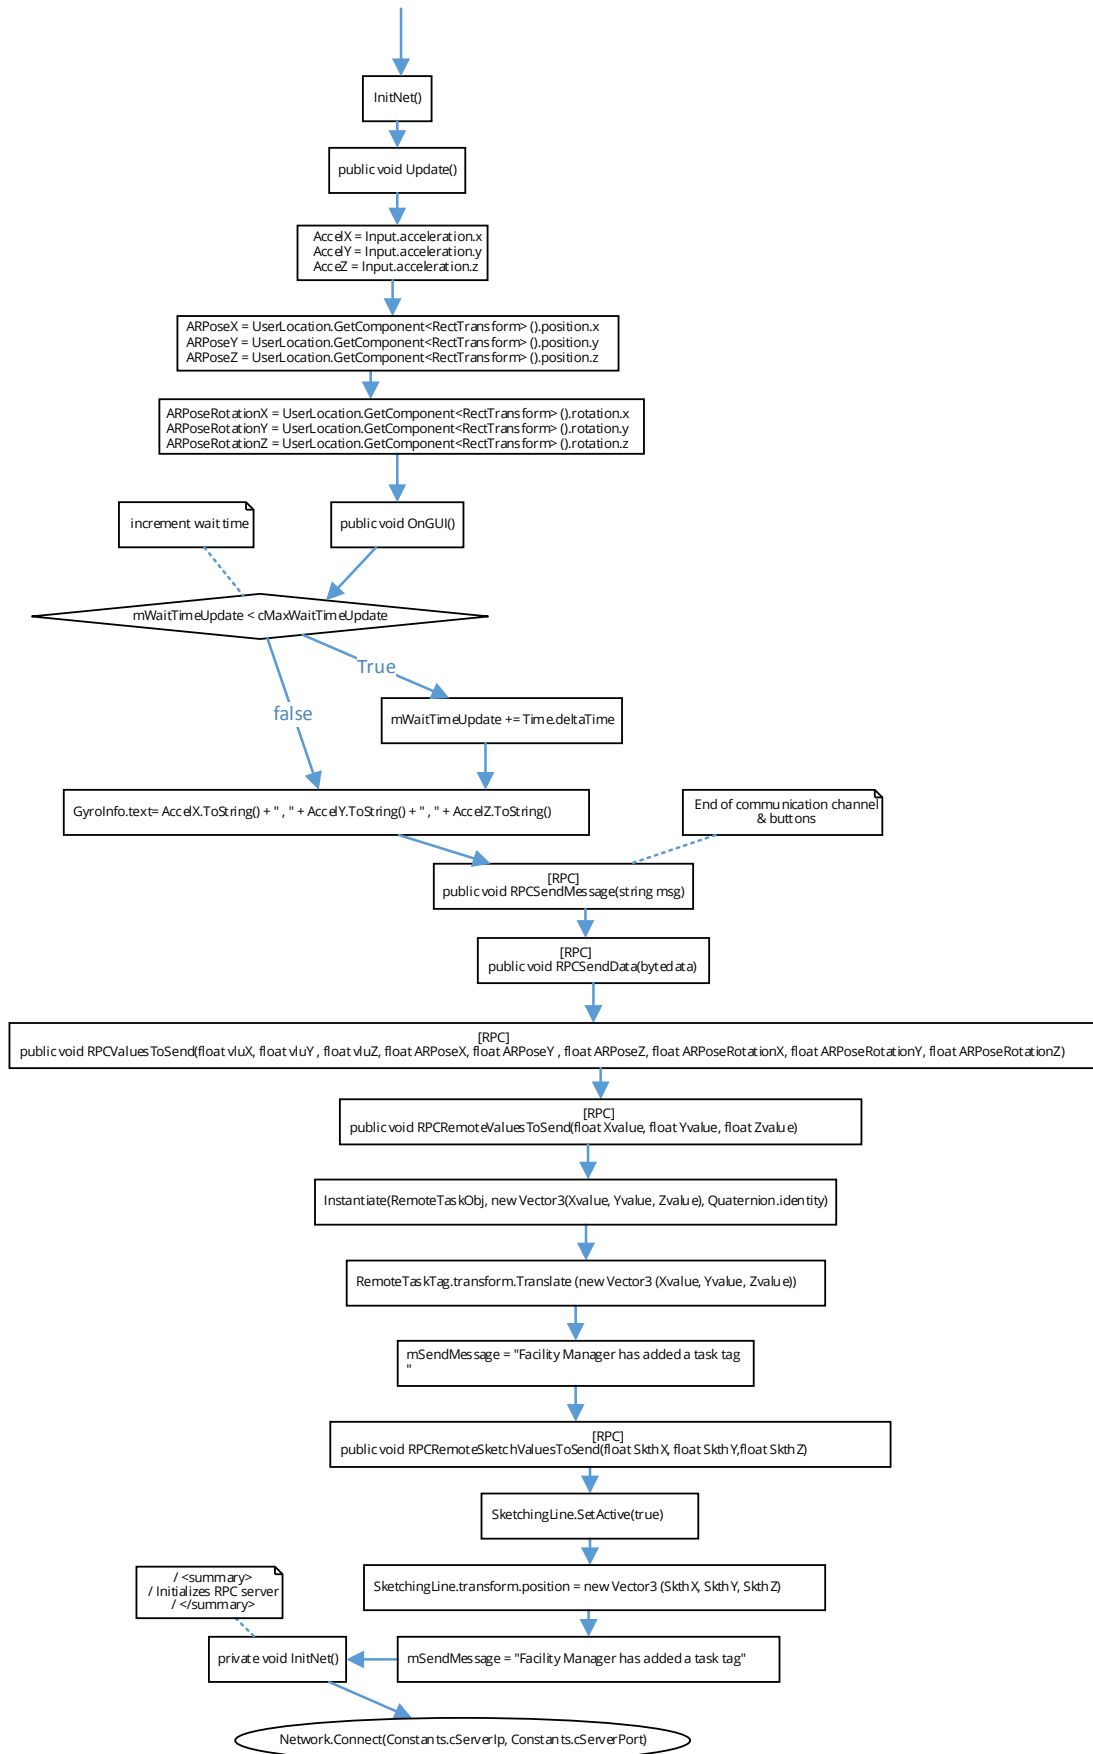 InitNet()
public void Update()
AccelX = Input.acceleration.x
AccelY = Input.acceleration.y
AcceZ = Input.acceleration.z
ARPoseX = UserLocation.GetComponent<RectTransform> ().position.x
ARPoseY = UserLocation.GetComponent<RectTransform> ().position.y
ARPoseZ = UserLocation.GetComponent<RectTransform> ().position.z
ARPoseRotationX = UserLocation.GetComponent<RectTransform> ().rotation.x
ARPoseRotationY = UserLocation.GetComponent<RectTransform> ().rotation.y
ARPoseRotationZ = UserLocation.GetComponent<RectTransform> ().rotation.z
increment wait time
public void OnGUI()
mWaitTimeUpdate < cMaxWaitTimeUpdate
True
false
mWaitTimeUpdate += Time.deltaTime
GyroInfo.text= AccelX.ToString() + " , " + AccelY.ToString() + " , " + AccelZ.ToString()
End of communication channel
& buttons
[RPC]
public void RPCSendMessage(string msg)
[RPC]
public void RPCSendData(bytedata)
[RPC]
public void RPCValuesToSend(float vluX, float vluY , float vluZ, float ARPoseX, float ARPoseY , float ARPoseZ, float ARPoseRotationX, float ARPoseRotationY, float ARPoseRotationZ)
[RPC]
public void RPCRemoteValuesToSend(float Xvalue, float Yvalue, float Zvalue)
Instantiate(RemoteTaskObj, new Vector3(Xvalue, Yvalue, Zvalue), Quaternion.identity)
RemoteTaskTag.transform.Translate (new Vector3 (Xvalue, Yvalue, Zvalue))
mSendMessage = "Facility Manager has added a task tag
"
[RPC]
public void RPCRemoteSketchValuesToSend(float SkthX, float SkthY,float SkthZ)
SketchingLine.SetActive(true)
SketchingLine.transform.position = new Vector3 (SkthX, SkthY, SkthZ)
/ <summary>
/ Initializes RPC server
/ </summary>
private void InitNet()
mSendMessage = "Facility Manager has added a task tag"
Network.Connect(Constants.cServerIp, Constants.cServerPort)